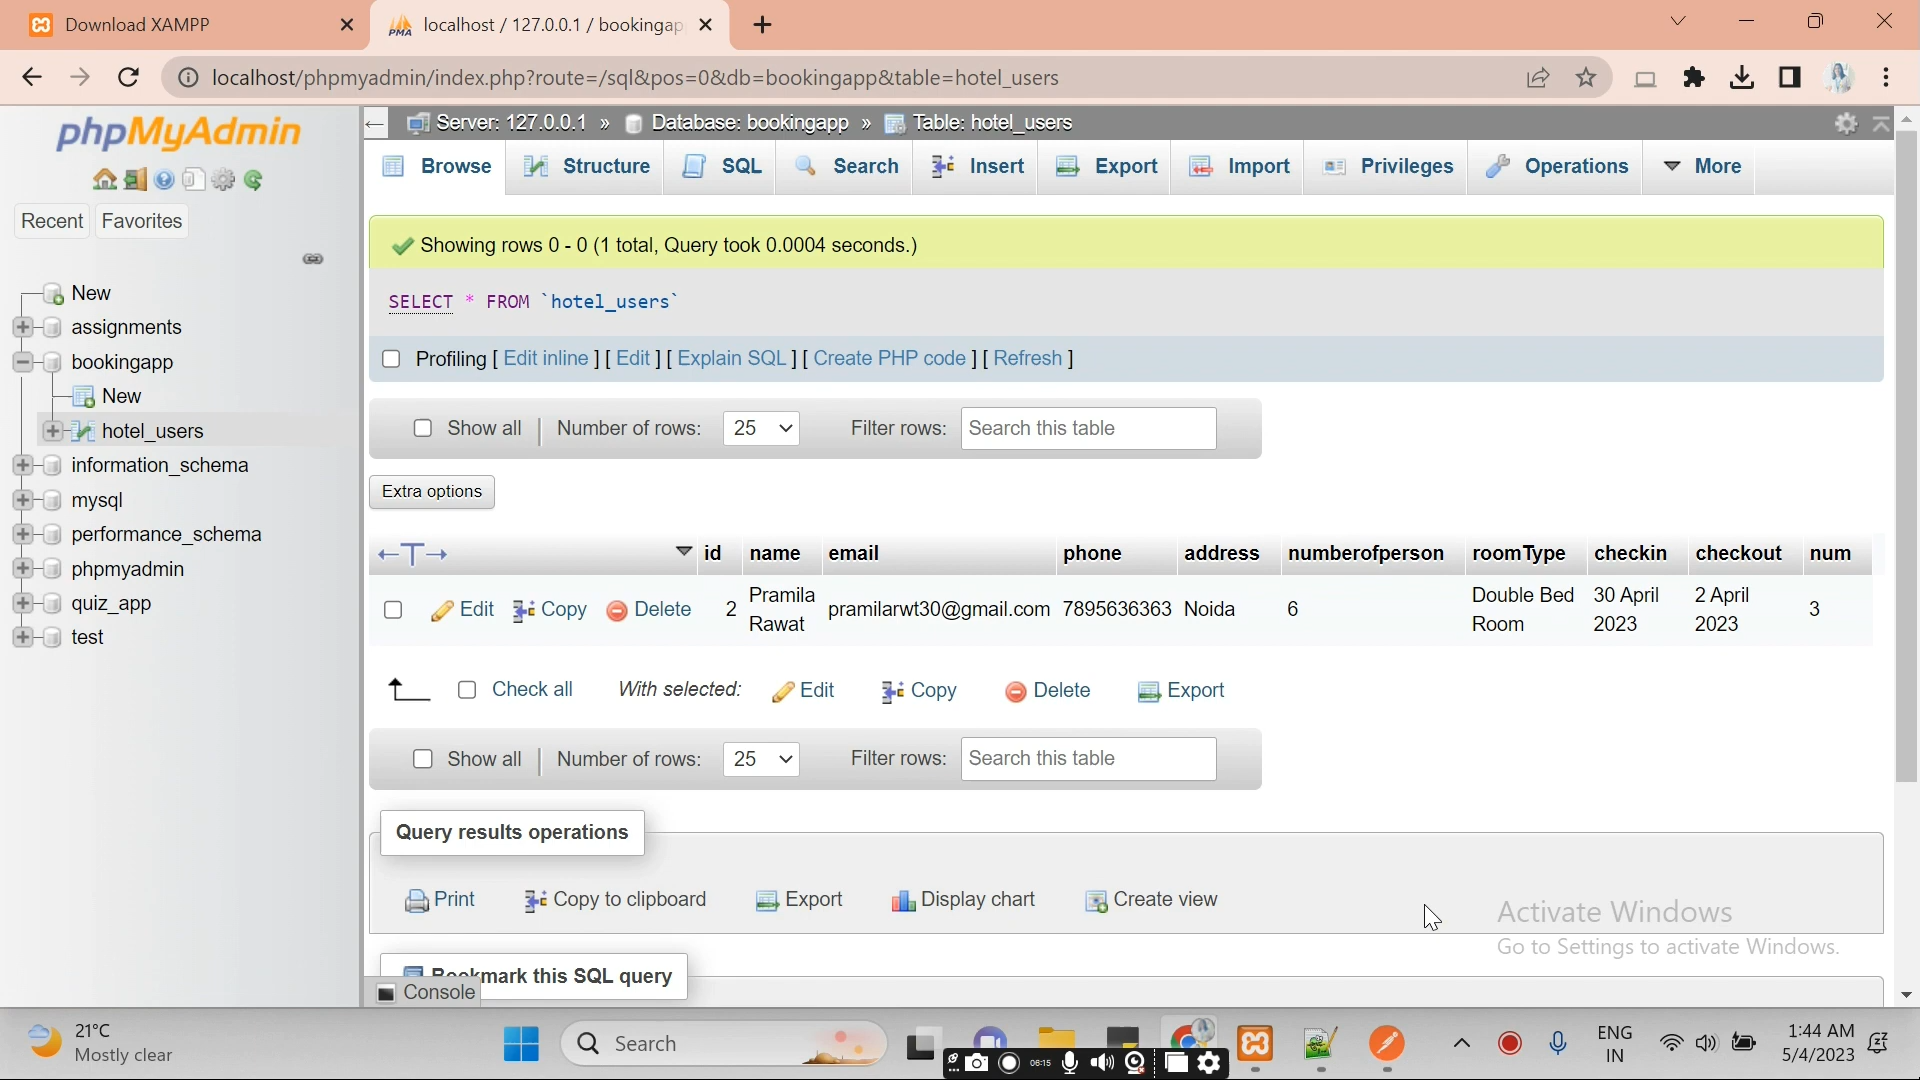 Download XAMPP
localhost / 127.0.0.1 / bookingap
localhost/phpmyadmin/index.php?route=/sql&pos=0&db=bookingapp&table=hotel_users
phpMyAdmin
Recent Favorites
New
assignments
bookingapp
New
hotel_users
information_schema
mysql
performance_schema
phpmyadmin
quiz_app
test
Server: 127.0.0.1 » Database: bookingapp » Table: hotel_users
Browse Structure SQL Search Insert Export Import Privileges Operations More
Showing rows 0 - 0 (1 total, Query took 0.0004 seconds.)
SELECT * FROM `hotel_users`
Profiling [ Edit inline ] [ Edit ] [ Explain SQL ] [ Create PHP code ] [ Refresh ]
Show all | Number of rows: 25 Filter rows: Search this table
Extra options
id name email phone address numberofperson roomType checkin checkout num
Edit Copy Delete 2 Pramila Rawat pramilarwt30@gmail.com 7895636363 Noida 6 Double Bed Room 30 April 2023 2 April 2023 3
Check all With selected: Edit Copy Delete Export
Show all | Number of rows: 25 Filter rows: Search this table
Query results operations
Print Copy to clipboard Export Display chart Create view
Activate Windows
Go to Settings to activate Windows.
Bookmark this SQL query
Console
21°C
Mostly clear
Search
06:15
ENG
IN
1:44 AM
5/4/2023